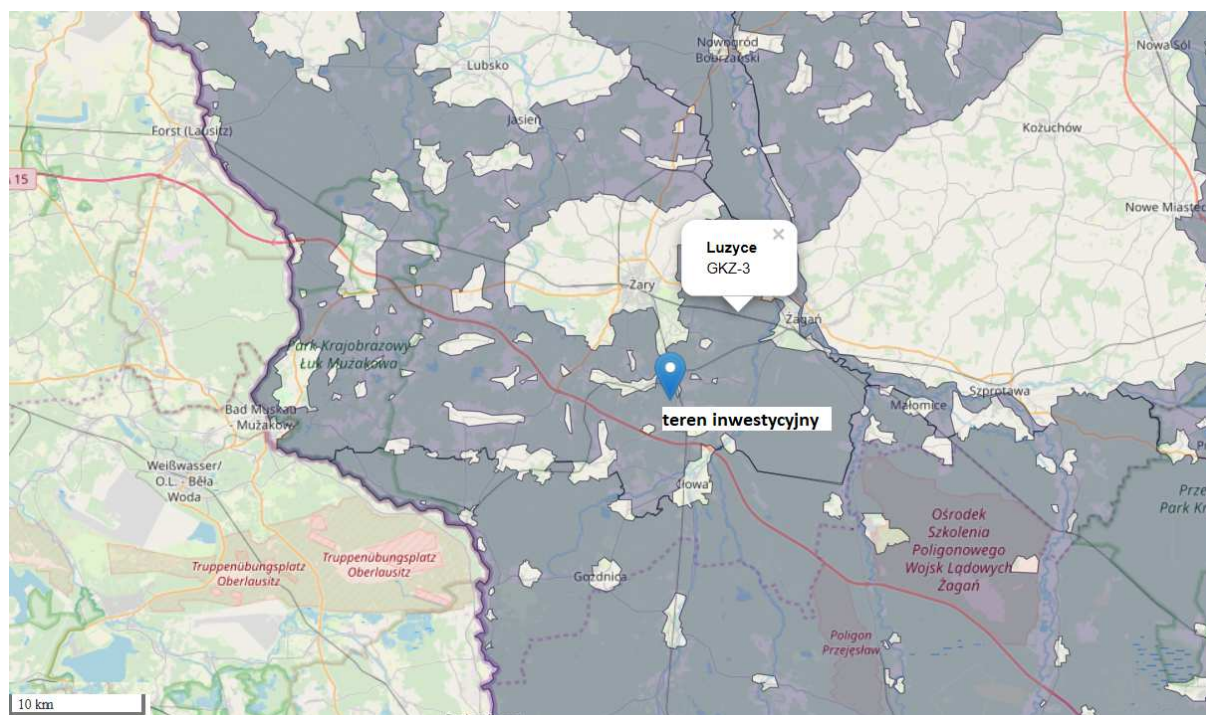 Nowogród
Bobrzański
Nowa Sól
Lubsko
Jasień
Forst (Lausitz)
Kożuchów
15
Nowe Miastec
Luzyce
GKZ-3
×
Żary
Żagań
Park Krajobrazowy
Łuk Mużakowa
Szprotawa
Małomice
teren inwestycyjny
Bad Muskau
- Mużaków
Weißwasser/
O.L. - Běła
Woda
Iłowa
Prze
Park Kr
Ośrodek
Szkolenia
Poligonowego
Wojsk Lądowych
Żagań
Truppenübungsplatz
Oberlausitz
Truppenübungsplatz
Oberlausitz
Gozdnica
Poligon
Przejęsław
10 km